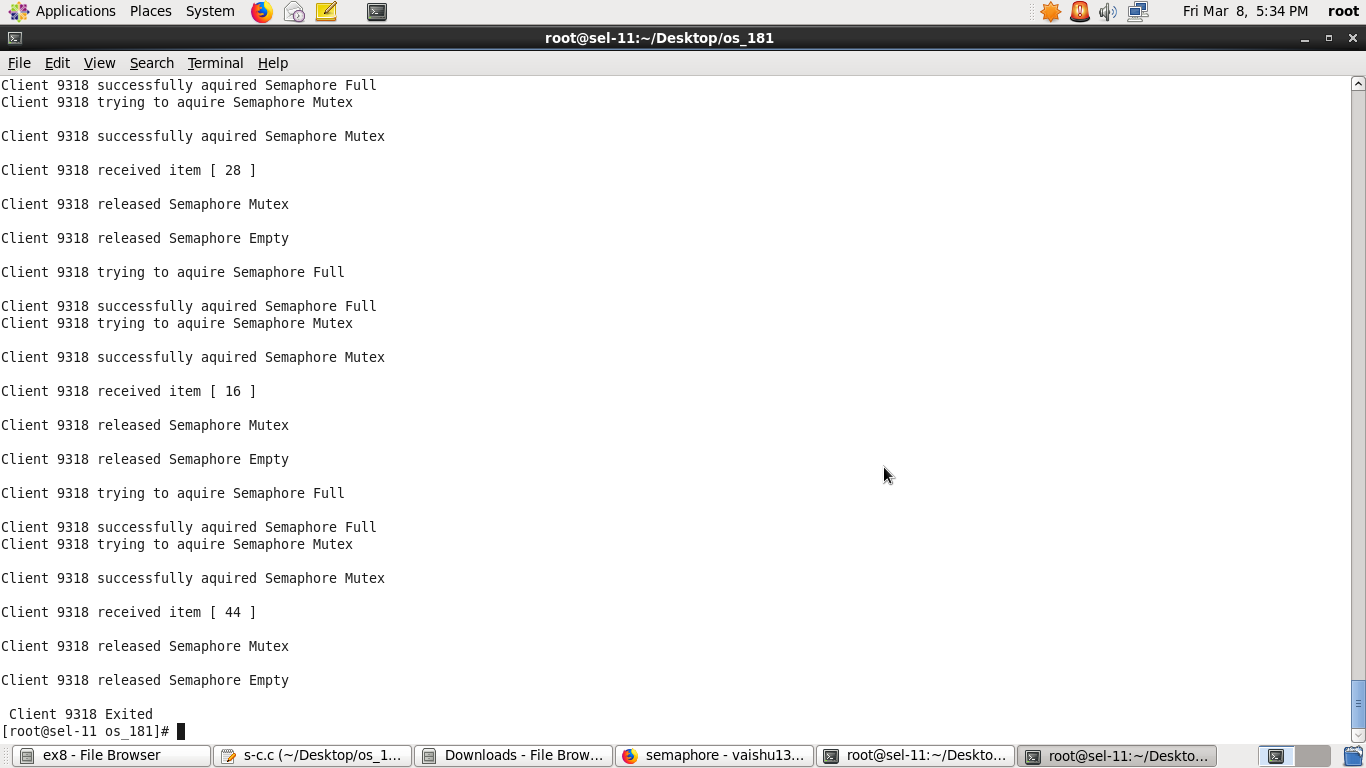 Applications Places System Fri Mar 8, 5:34 PM root
root@sel-11:~/Desktop/os_181
File Edit View Search Terminal Help
Client 9318 successfully aquired Semaphore Full
Client 9318 trying to aquire Semaphore Mutex
Client 9318 successfully aquired Semaphore Mutex
Client 9318 received item [ 28 ]
Client 9318 released Semaphore Mutex
Client 9318 released Semaphore Empty
Client 9318 trying to aquire Semaphore Full
Client 9318 successfully aquired Semaphore Full
Client 9318 trying to aquire Semaphore Mutex
Client 9318 successfully aquired Semaphore Mutex
Client 9318 received item [ 16 ]
Client 9318 released Semaphore Mutex
Client 9318 released Semaphore Empty
Client 9318 trying to aquire Semaphore Full
Client 9318 successfully aquired Semaphore Full
Client 9318 trying to aquire Semaphore Mutex
Client 9318 successfully aquired Semaphore Mutex
Client 9318 received item [ 44 ]
Client 9318 released Semaphore Mutex
Client 9318 released Semaphore Empty
Client 9318 Exited
[root@sel-11 os_181]#
ex8 - File Browser s-c.c (~/Desktop/os_1... Downloads - File Brow... semaphore - vaishu13... root@sel-11:~/Deskto... root@sel-11:~/Deskto...